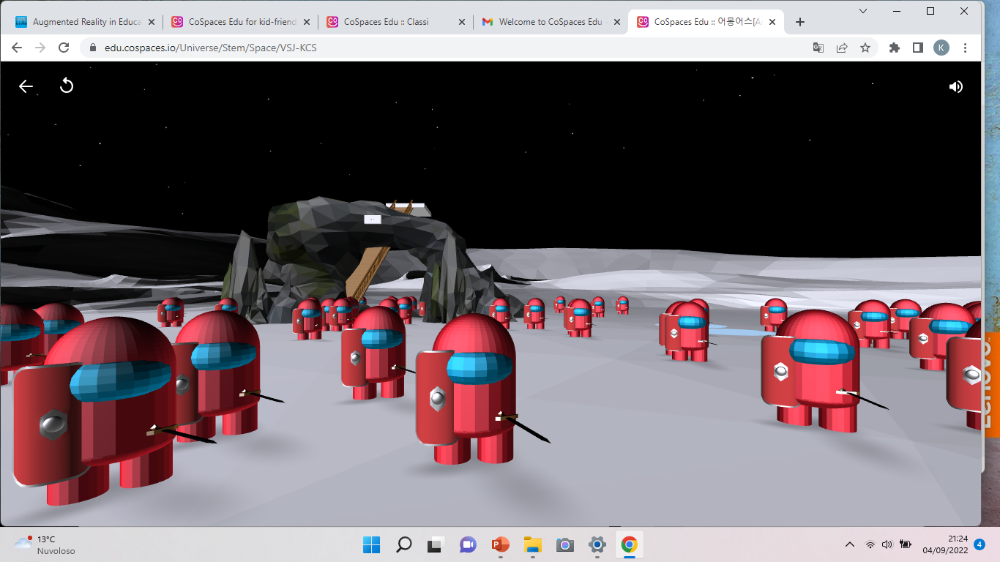 Augmented Reality in Educa
CoSpaces Edu for kid-friend
CoSpaces Edu :: Classi
Welcome to CoSpaces Edu -
CoSpaces Edu :: 어몽어스[A
edu.cospaces.io/Universe/Stem/Space/VSJ-KCS
K
...
Lenovo
13°C
Nuvoloso
21:24
04/09/2022
4